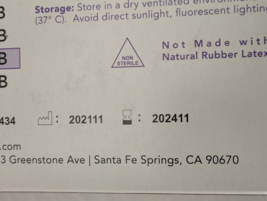 Storage: Store in a dry ventilated environm
(37° C). Avoid direct sunlight, fluorescent lighting
B
B
B
B
NON
STERILE
Not Made with
Natural Rubber Latex
434
: 202111
: 202411
.com
3 Greenstone Ave | Santa Fe Springs, CA 90670